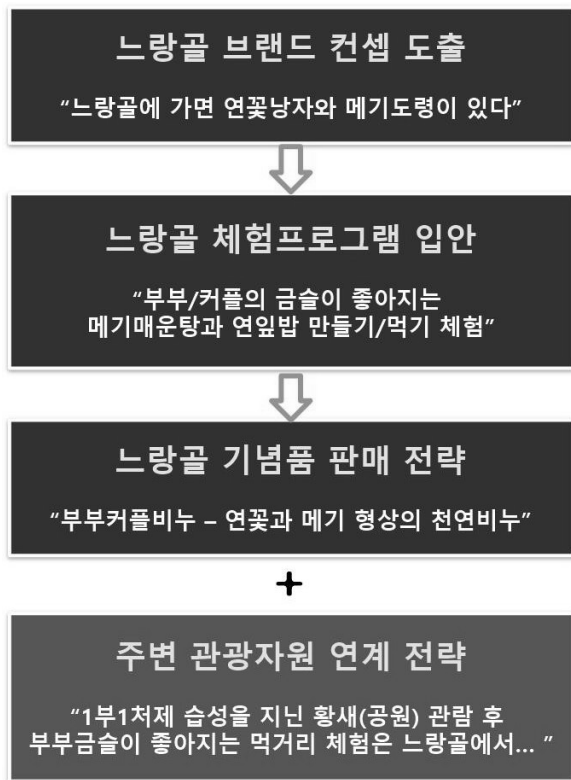 느랑골 브랜드 컨셉 도출
“느랑골에 가면 연꽃낭자와 메기도령이 있다”
느랑골 체험프로그램 입안
“부부/커플의 금슬이 좋아지는
메기매운탕과 연잎밥 만들기/먹기 체험”
느랑골 기념품 판매 전략
“부부커플비누 – 연꽃과 메기 형상의 천연비누”
+
주변 관광자원 연계 전략
“1부1처제 습성을 지닌 황새(공원) 관람 후
부부금슬이 좋아지는 먹거리 체험은 느랑골에서... ”